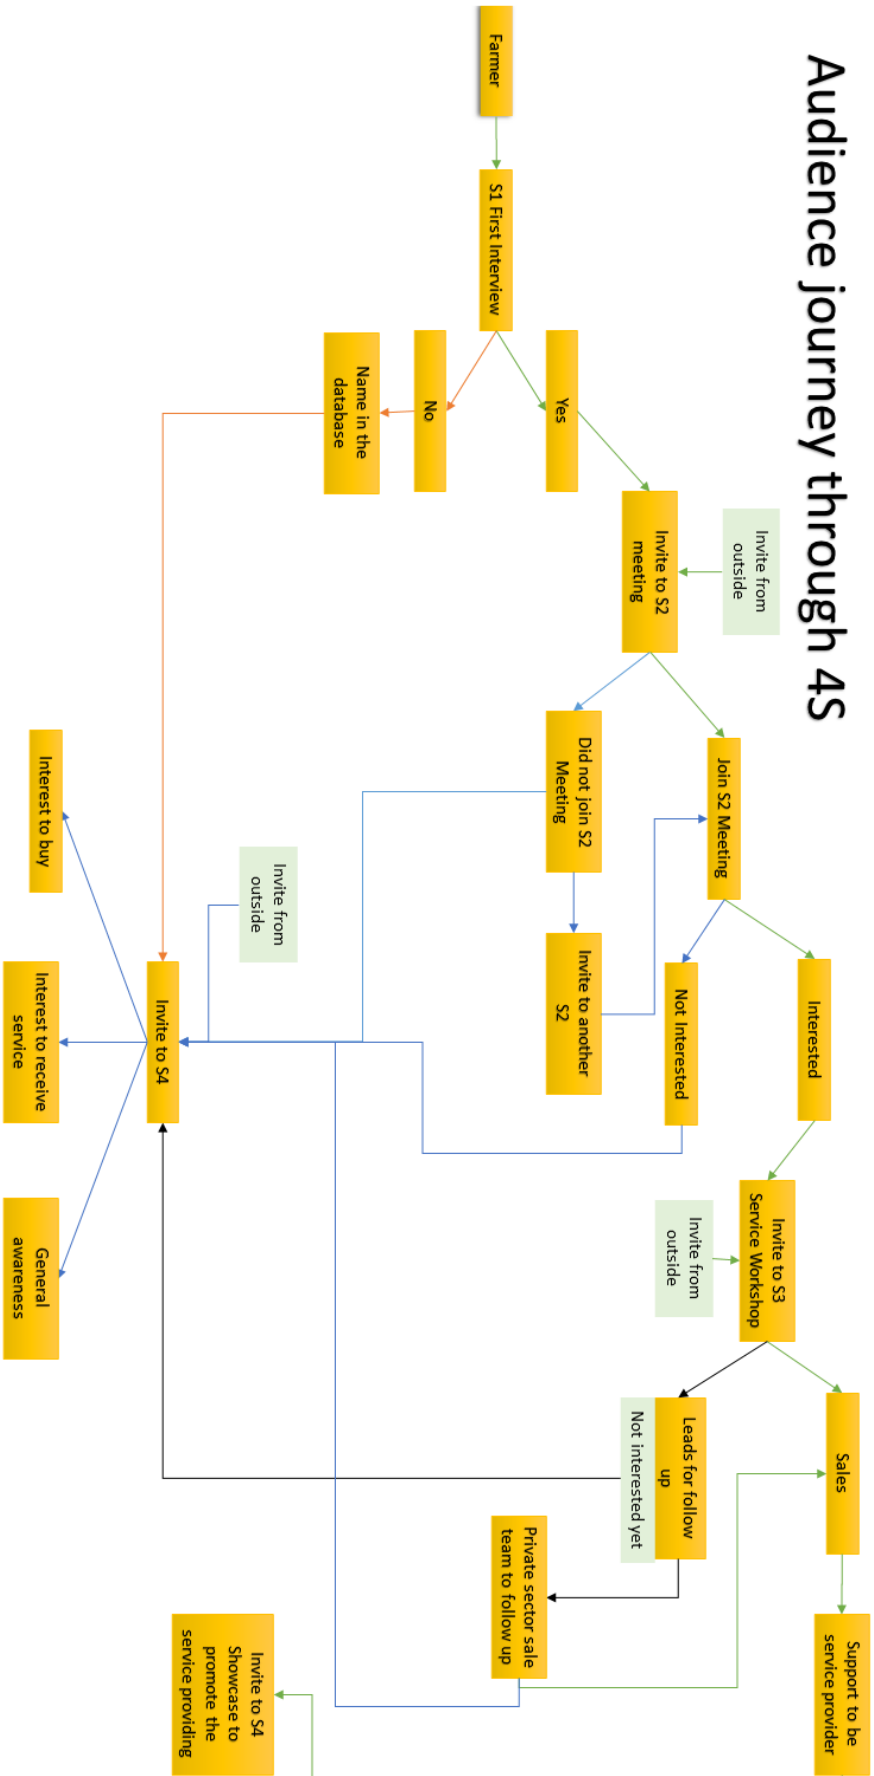 Audience journey through 4S
Farmer
S1 First Interview
Yes
No
Name in the
database
Invite from
outside
Invite to S2
meeting
Join S2 Meeting
Did not join S2
Meeting
Invite to another
S2
Interested
Not Interested
Invite from
outside
Invite to S4
Interest to buy
Interest to receive
service
General
awareness
Invite to S3
Service Workshop
Invite from
outside
Sales
Leads for follow
up
Not interested yet
Private sector sale
team to follow up
Support to be
service provider
Invite to S4
Showcase to
promote the
service providing